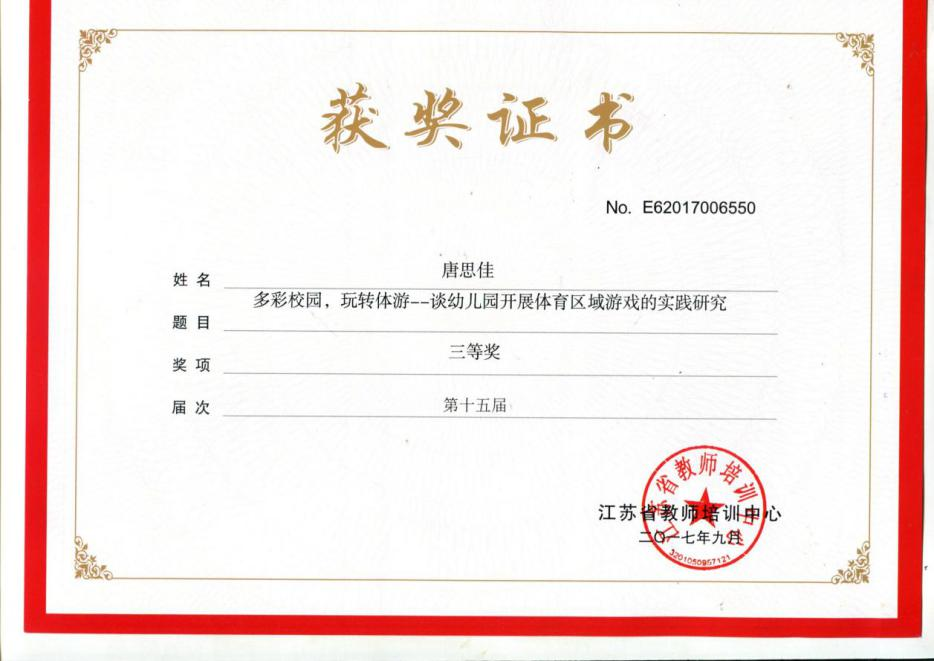 获奖证书
No. E62017006550
姓名 唐思佳
题目 多彩校园，玩转体游--谈幼儿园开展体育区域游戏的实践研究
奖项 三等奖
届次 第十五届
江苏省教师培训中心
江苏省教师培训中心
二〇一七年九月
3201050957121